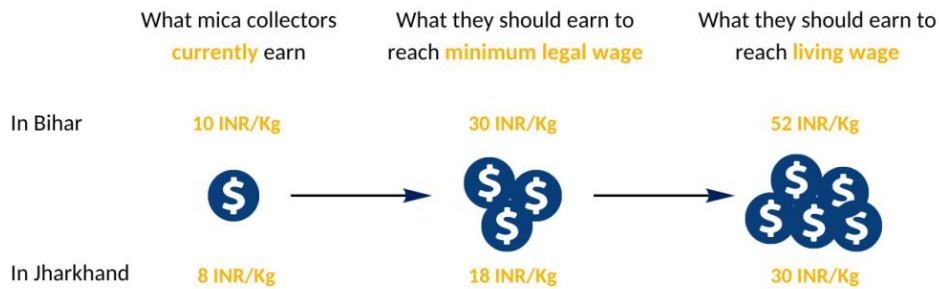 What mica collectors
currently earn
What they should earn to
reach minimum legal wage
What they should earn to
reach living wage
In Bihar
10 INR/Kg
30 INR/Kg
52 INR/Kg
$
$
$
$
$
$
$
$
$
In Jharkhand
8 INR/Kg
18 INR/Kg
30 INR/Kg